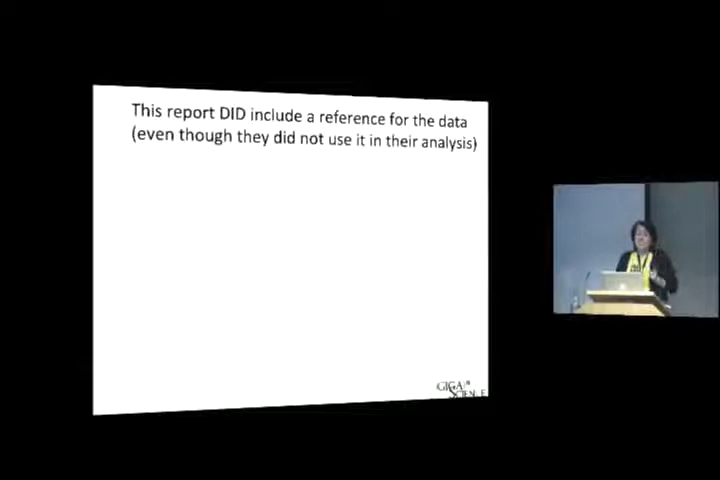 This report DID include a reference for the data
(even though they did not use it in their analysis)
GIGA)n
SCIENCE